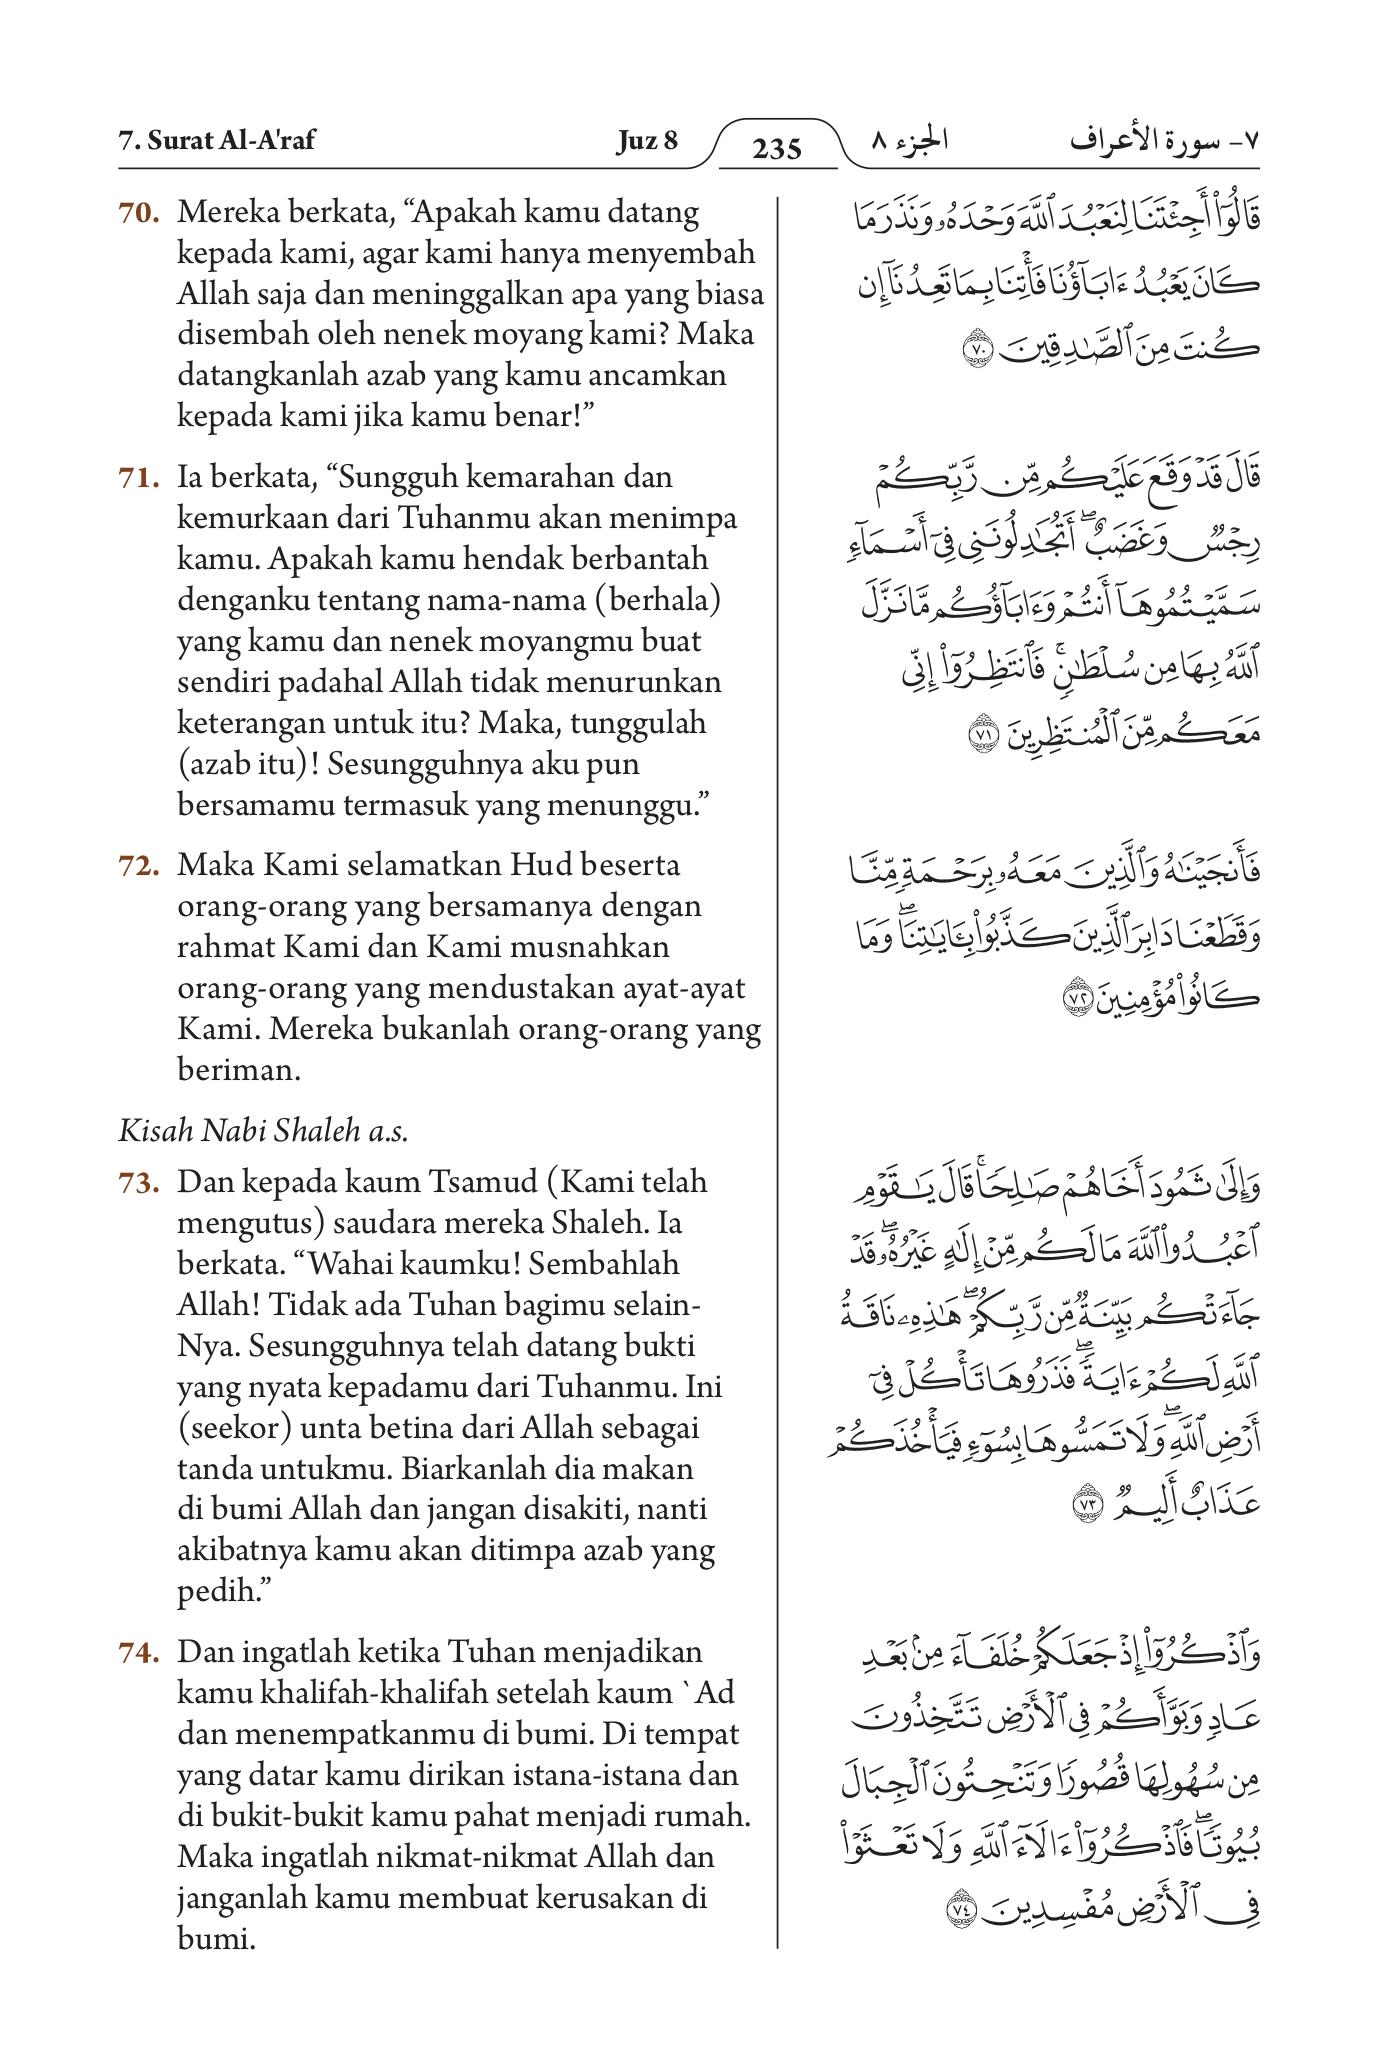 7. Surat Al-A'raf
Juz 8
235
الجزء ٨
٧- سورة الأعراف
70. Mereka berkata, “Apakah kamu datang
kepada kami, agar kami hanya menyembah
Allah saja dan meninggalkan apa yang biasa
disembah oleh nenek moyang kami? Maka
datangkanlah azab yang kamu ancamkan
kepada kami jika kamu benar!”
71. Ia berkata, “Sungguh kemarahan dan
kemurkaan dari Tuhanmu akan menimpa
kamu. Apakah kamu hendak berbantah
denganku tentang nama-nama (berhala)
yang kamu dan nenek moyangmu buat
sendiri padahal Allah tidak menurunkan
keterangan untuk itu? Maka, tunggulah
(azab itu)! Sesungguhnya aku pun
bersamamu termasuk yang menunggu.”
72. Maka Kami selamatkan Hud beserta
orang-orang yang bersamanya dengan
rahmat Kami dan Kami musnahkan
orang-orang yang mendustakan ayat-ayat
Kami. Mereka bukanlah orang-orang yang
beriman.
Kisah Nabi Shaleh a.s.
73. Dan kepada kaum Tsamud (Kami telah
mengutus) saudara mereka Shaleh. Ia
berkata. “Wahai kaumku! Sembahlah
Allah! Tidak ada Tuhan bagimu selain-
Nya. Sesungguhnya telah datang bukti
yang nyata kepadamu dari Tuhanmu. Ini
(seekor) unta betina dari Allah sebagai
tanda untukmu. Biarkanlah dia makan
di bumi Allah dan jangan disakiti, nanti
akibatnya kamu akan ditimpa azab yang
pedih.”
74. Dan ingatlah ketika Tuhan menjadikan
kamu khalifah-khalifah setelah kaum `Ad
dan menempatkanmu di bumi. Di tempat
yang datar kamu dirikan istana-istana dan
di bukit-bukit kamu pahat menjadi rumah.
Maka ingatlah nikmat-nikmat Allah dan
janganlah kamu membuat kerusakan di
bumi.
قَالُوٓا۟ أَجِئْتَنَا لِنَعْبُدَ ٱللَّهَ وَحْدَهُۥ وَنَذَرَ مَا
كَانَ يَعْبُدُ ءَابَآؤُنَا فَأْتِنَا بِمَا تَعِدُنَآ إِن
كُنتَ مِنَ ٱلصَّٰدِقِينَ ٧٠
قَالَ قَدْ وَقَعَ عَلَيْكُم مِّن رَّبِّكُمْ
رِجْسٌ وَغَضَبٌ ۖ أَتُجَٰدِلُونَنِى فِىٓ أَسْمَآءٍ
سَمَّيْتُمُوهَآ أَنتُمْ وَءَابَآؤُكُم مَّا نَزَّلَ
ٱللَّهُ بِهَا مِن سُلْطَٰنٍ ۚ فَٱنتَظِرُوٓا۟ إِنِّى
مَعَكُم مِّنَ ٱلْمُنتَظِرِينَ ٧١
فَأَنجَيْنَٰهُ وَٱلَّذِينَ مَعَهُۥ بِرَحْمَةٍ مِّنَّا
وَقَطَعْنَا دَابِرَ ٱلَّذِينَ كَذَّبُوا۟ بِـَٔايَٰتِنَا ۖ وَمَا
كَانُوا۟ مُؤْمِنِينَ ٧٢
وَإِلَىٰ ثَمُودَ أَخَاهُمْ صَٰلِحًا ۗ قَالَ يَٰقَوْمِ
ٱعْبُدُوا۟ ٱللَّهَ مَا لَكُم مِّنْ إِلَٰهٍ غَيْرُهُۥ ۖ قَدْ
جَآءَتْكُم بَيِّنَةٌ مِّن رَّبِّكُمْ ۖ هَٰذِهِۦ نَاقَةُ
ٱللَّهِ لَكُمْ ءَايَةً ۖ فَذَرُوهَا تَأْكُلْ فِىٓ
أَرْضِ ٱللَّهِ ۖ وَلَا تَمَسُّوهَا بِسُوٓءٍ فَيَأْخُذَكُمْ
عَذَابٌ أَلِيمٌ ٧٣
وَٱذْكُرُوٓا۟ إِذْ جَعَلَكُمْ خُلَفَآءَ مِنۢ بَعْدِ
عَادٍ وَبَوَّأَكُمْ فِى ٱلْأَرْضِ تَتَّخِذُونَ
مِن سُهُولِهَا قُصُورًا وَتَنْحِتُونَ ٱلْجِبَالَ
بُيُوتًا ۖ فَٱذْكُرُوٓا۟ ءَالَآءَ ٱللَّهِ وَلَا تَعْثَوْا۟
فِى ٱلْأَرْضِ مُفْسِدِينَ ٧٤